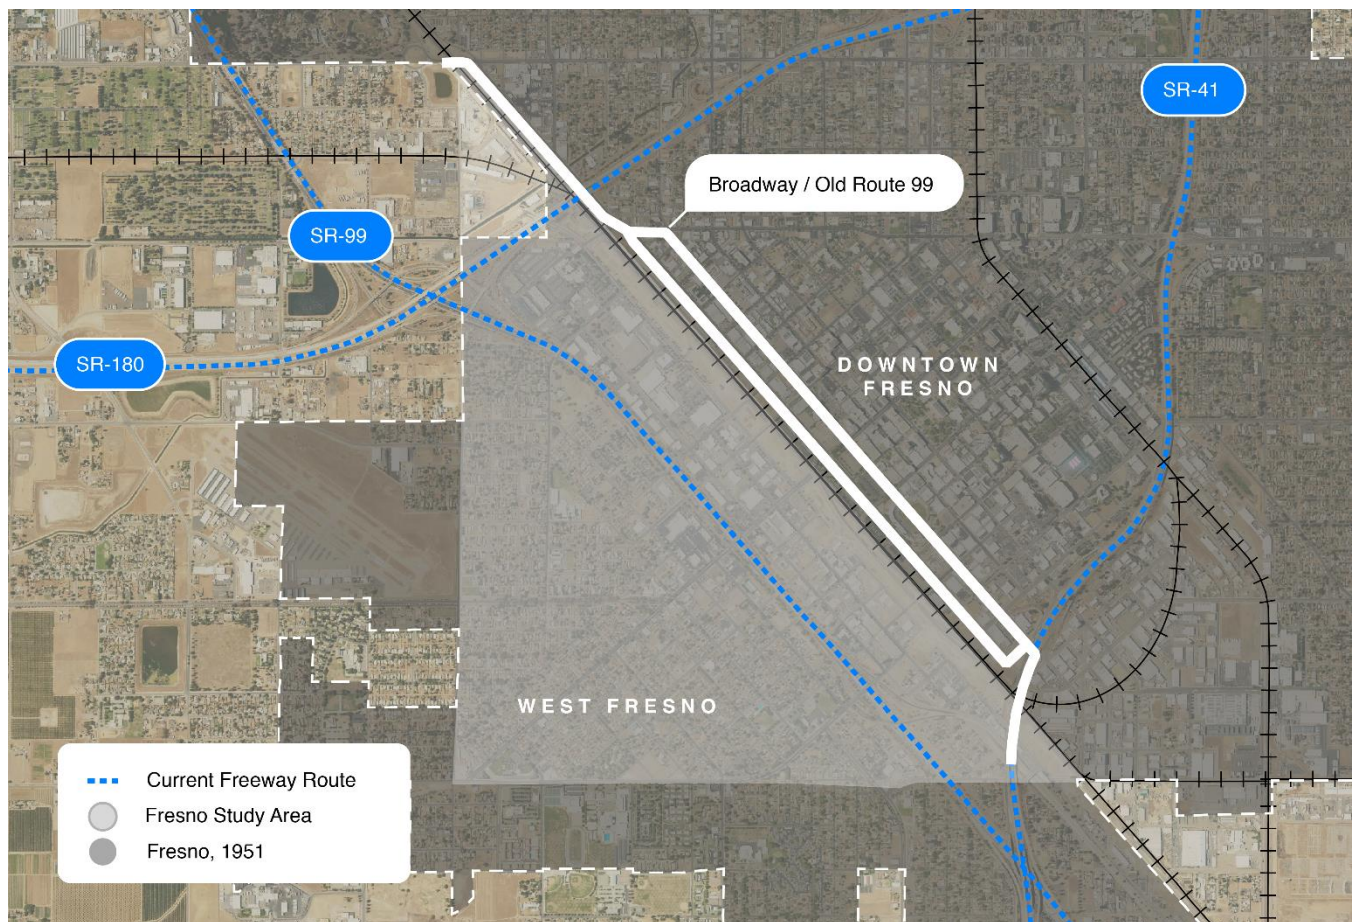 SR-41
Broadway / Old Route 99
SR-99
SR-180
DOWNTOWN
FRESNO
WEST FRESNO
Current Freeway Route
Fresno Study Area
Fresno, 1951